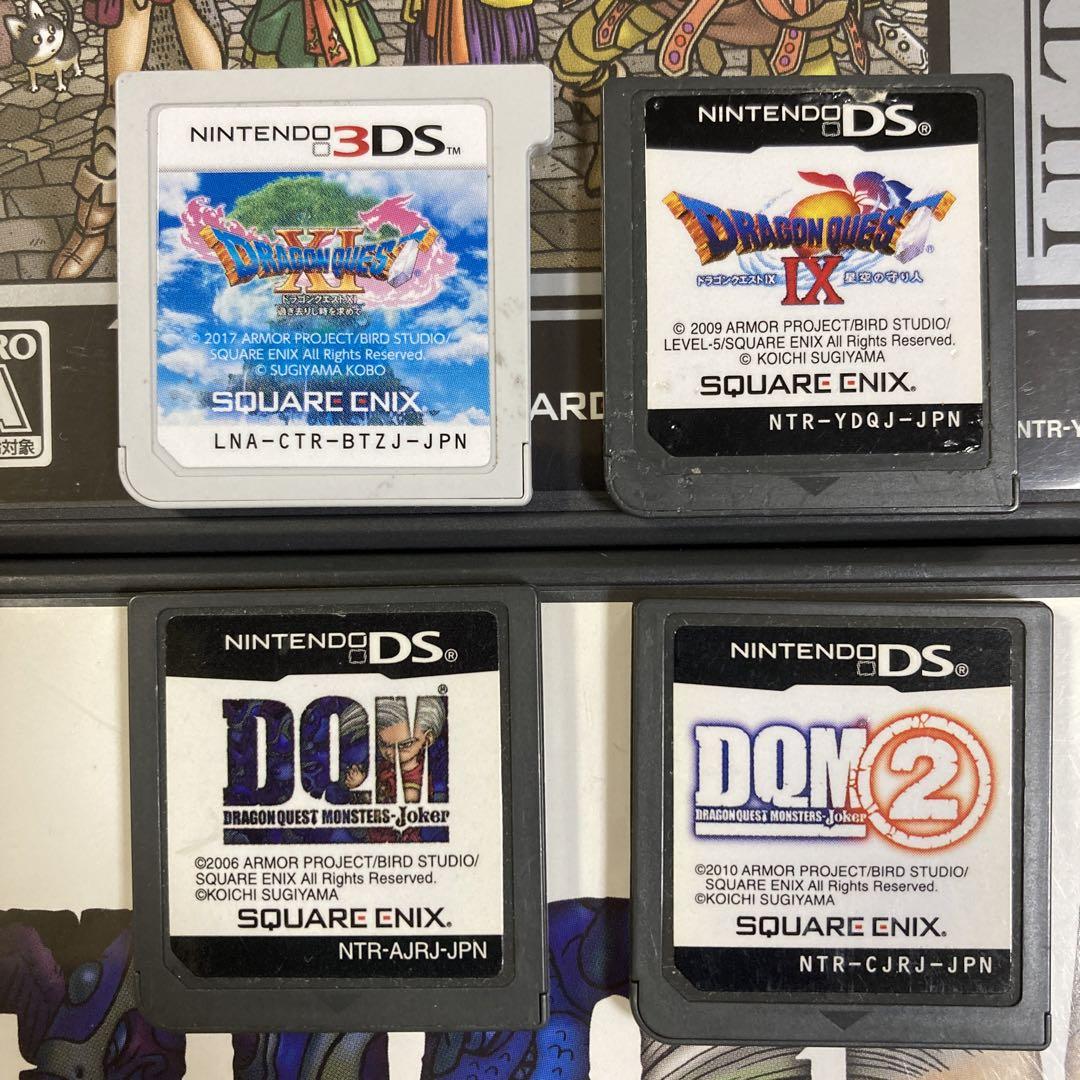 NINTENDO 3DS™
DRAGON QUEST
XI
ドラゴンクエストXI
過ぎ去りし時を求めて
© 2017 ARMOR PROJECT/BIRD STUDIO/
SQUARE ENIX All Rights Reserved.
© SUGIYAMA KOBO
SQUARE ENIX
LNA-CTR-BTZJ-JPN
NINTENDO DS®
DRAGON QUEST®
ドラゴンクエストIX 星空の守り人
IX
© 2009 ARMOR PROJECT/BIRD STUDIO/
LEVEL-5/SQUARE ENIX All Rights Reserved.
© KOICHI SUGIYAMA
SQUARE ENIX.
NTR-YDQJ-JPN
RO
A
対象
ARD
NTR-Y
NINTENDO DS®
DQM®
DRAGON QUEST MONSTERS-Joker
©2006 ARMOR PROJECT/BIRD STUDIO/
SQUARE ENIX All Rights Reserved.
©KOICHI SUGIYAMA
SQUARE ENIX.
NTR-AJRJ-JPN
NINTENDO DS®
DQM® 2
DRAGON QUEST MONSTERS-Joker
©2010 ARMOR PROJECT/BIRD STUDIO/
SQUARE ENIX All Rights Reserved.
©KOICHI SUGIYAMA
SQUARE ENIX.
NTR-CJRJ-JPN